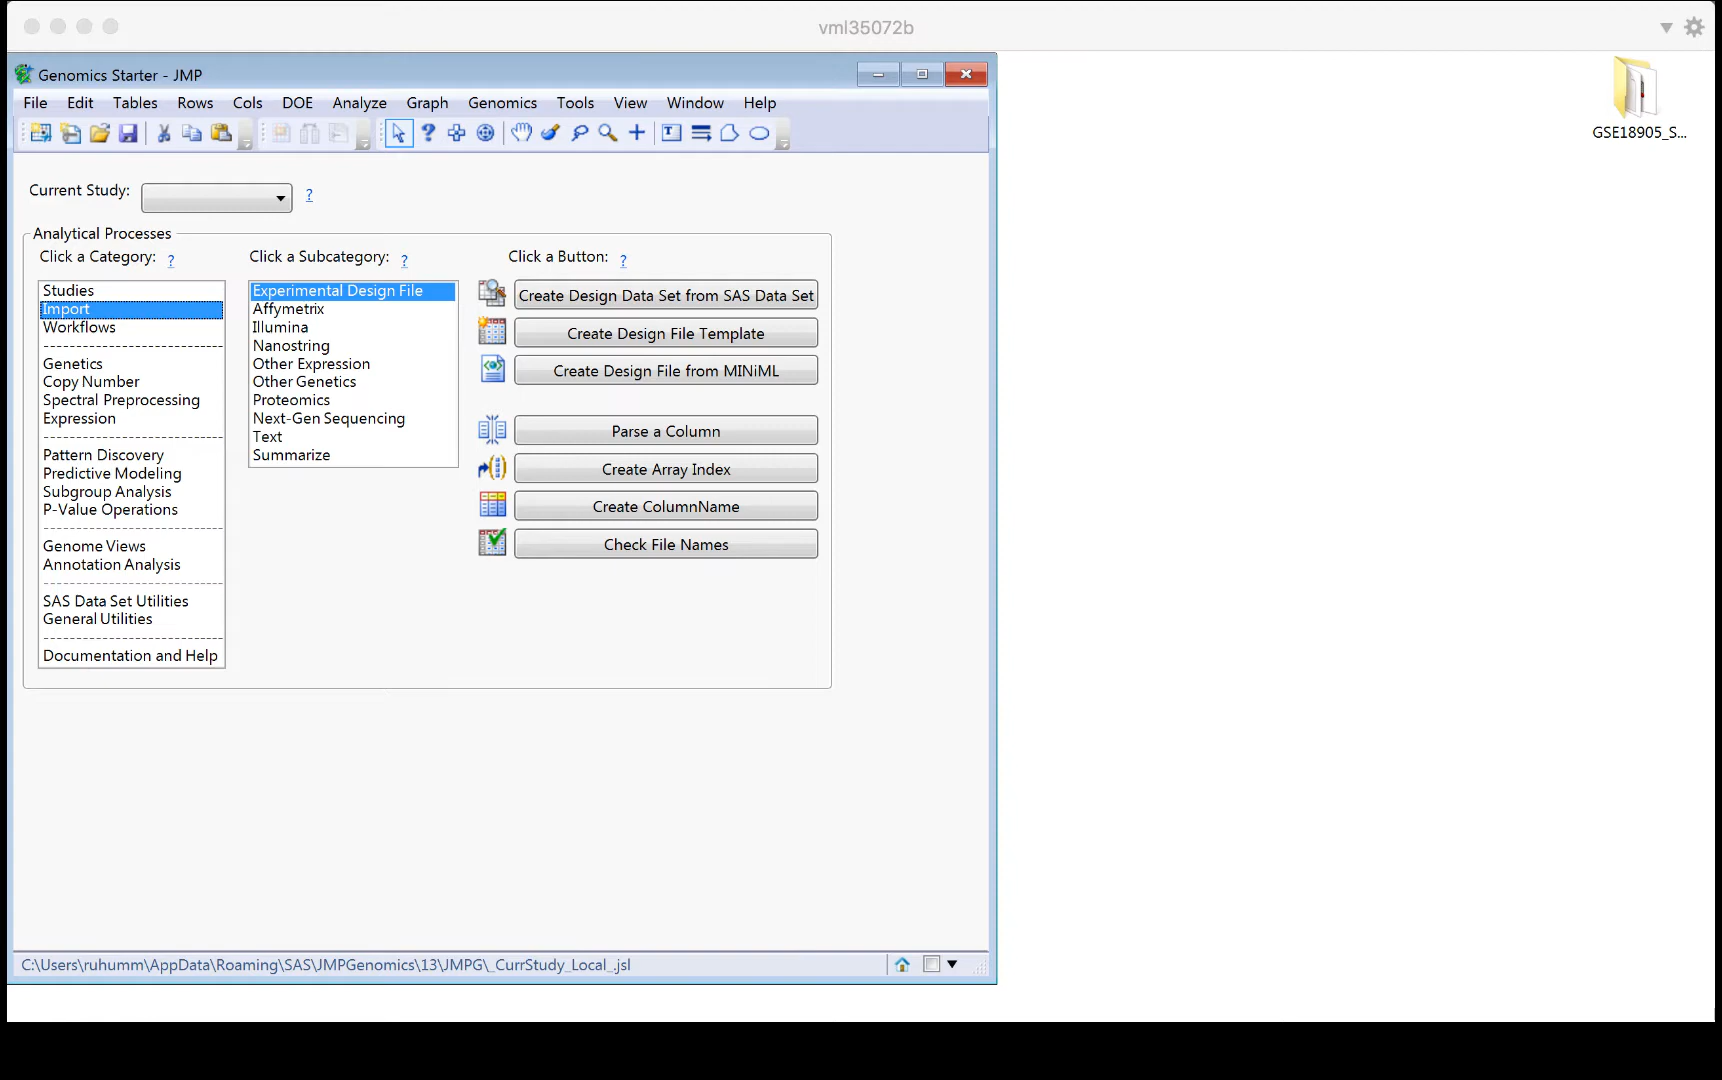 vml35072b
Genomics Starter - JMP
File Edit Tables Rows Cols DOE Analyze Graph Genomics Tools View Window Help
GSE18905_S...
Current Study:
?
Analytical Processes
Click a Category: ?
Studies
Import
Workflows
Genetics
Copy Number
Spectral Preprocessing
Expression
Pattern Discovery
Predictive Modeling
Subgroup Analysis
P-Value Operations
Genome Views
Annotation Analysis
SAS Data Set Utilities
General Utilities
Documentation and Help
Click a Subcategory: ?
Experimental Design File
Affymetrix
Illumina
Nanostring
Other Expression
Other Genetics
Proteomics
Next-Gen Sequencing
Text
Summarize
Click a Button: ?
Create Design Data Set from SAS Data Set
Create Design File Template
Create Design File from MINiML
Parse a Column
Create Array Index
Create ColumnName
Check File Names
C:\Users\ruhumm\AppData\Roaming\SAS\JMPGenomics\13\JMPG\_CurrStudy_Local_.jsl